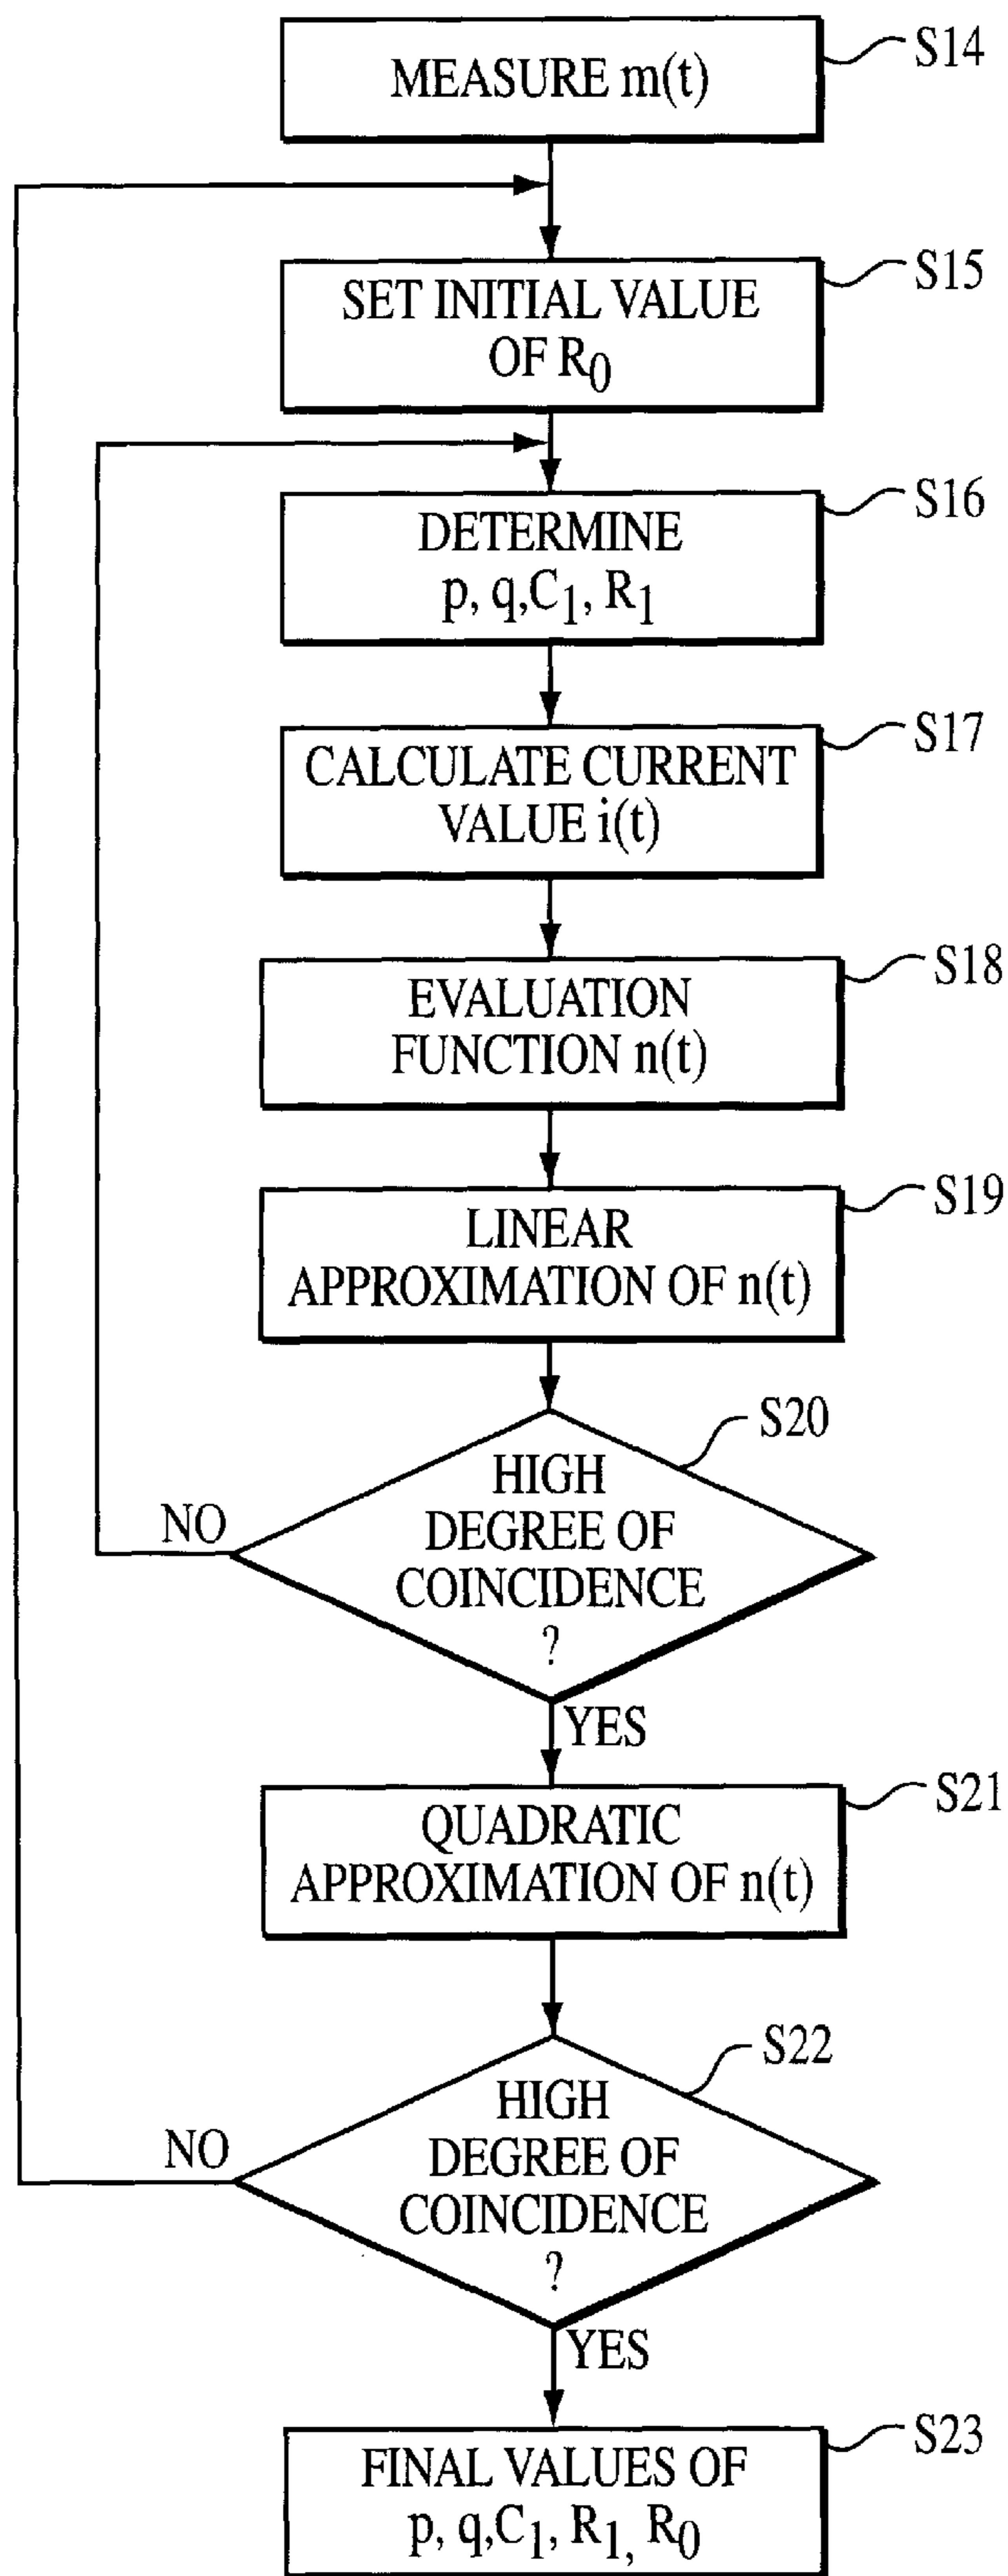 S14
MEASURE m(t)
S15
SET INITIAL VALUE
OF R0
S16
DETERMINE
p, q,C1, R1
S17
CALCULATE CURRENT
VALUE i(t)
S18
EVALUATION
FUNCTION n(t)
S19
LINEAR
APPROXIMATION OF n(t)
S20
HIGH
DEGREE OF
COINCIDENCE
?
NO
YES
S21
QUADRATIC
APPROXIMATION OF n(t)
S22
HIGH
DEGREE OF
COINCIDENCE
?
NO
YES
S23
FINAL VALUES OF
p, q,C1, R1, R0